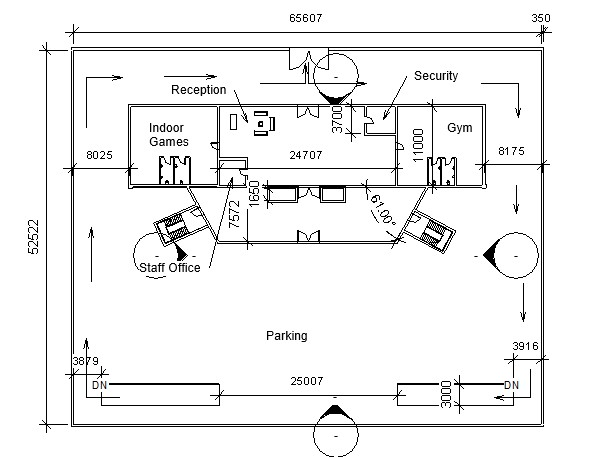 65607
350
Reception
Security
Indoor
Games
3700
11000
Gym
8025
24707
8175
1650
7572
61.00°
52522
Staff Office
Parking
3916
3879
DN
25007
3000
DN